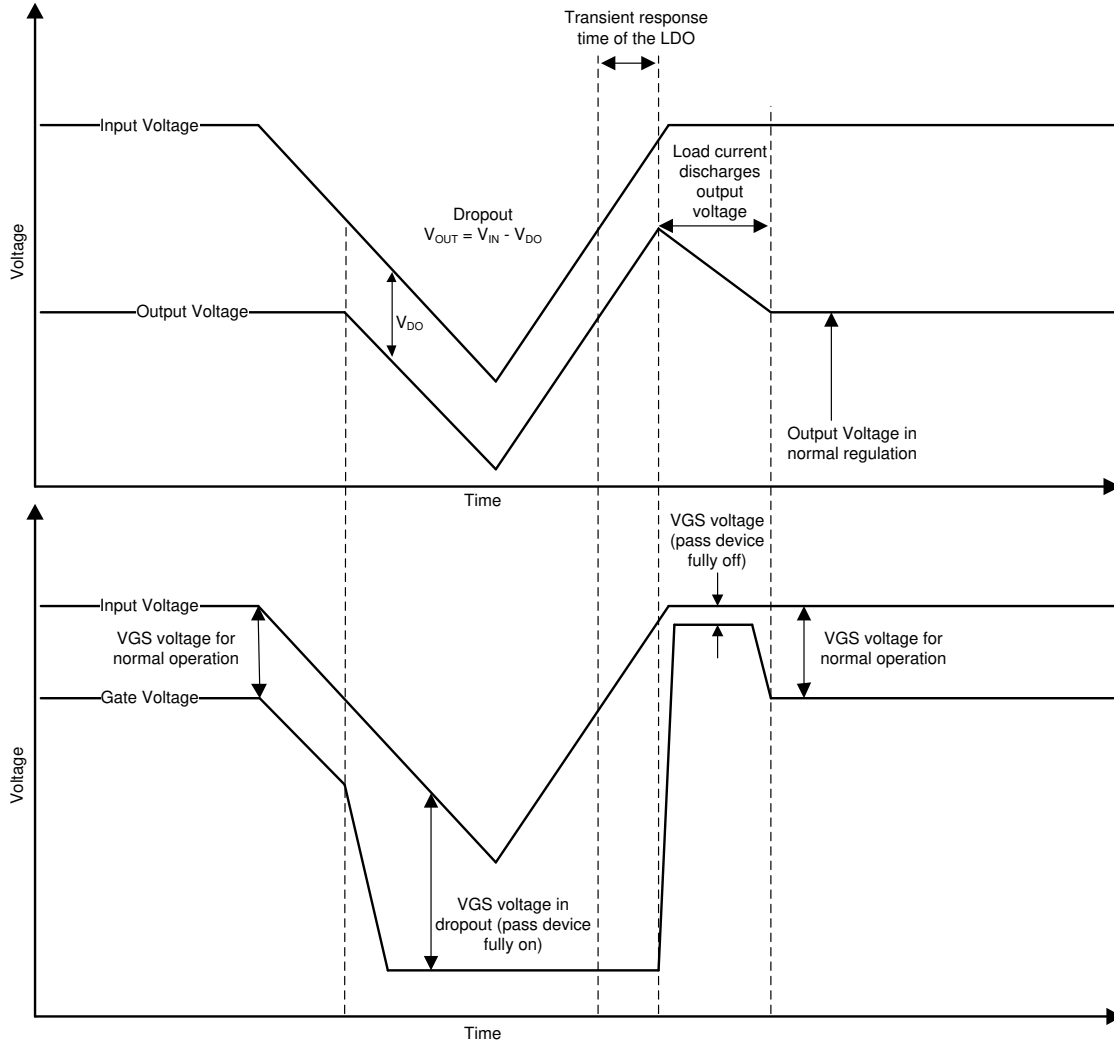 Transient response
time of the LDO
Input Voltage
Load current
discharges
output
voltage
Dropout
V_OUT = V_IN - V_DO
Voltage
Output Voltage
V_DO
Output Voltage in
normal regulation
Time
VGS voltage
(pass device
fully off)
Input Voltage
VGS voltage for
normal operation
VGS voltage for
normal operation
Gate Voltage
Voltage
VGS voltage in
dropout (pass device
fully on)
Time